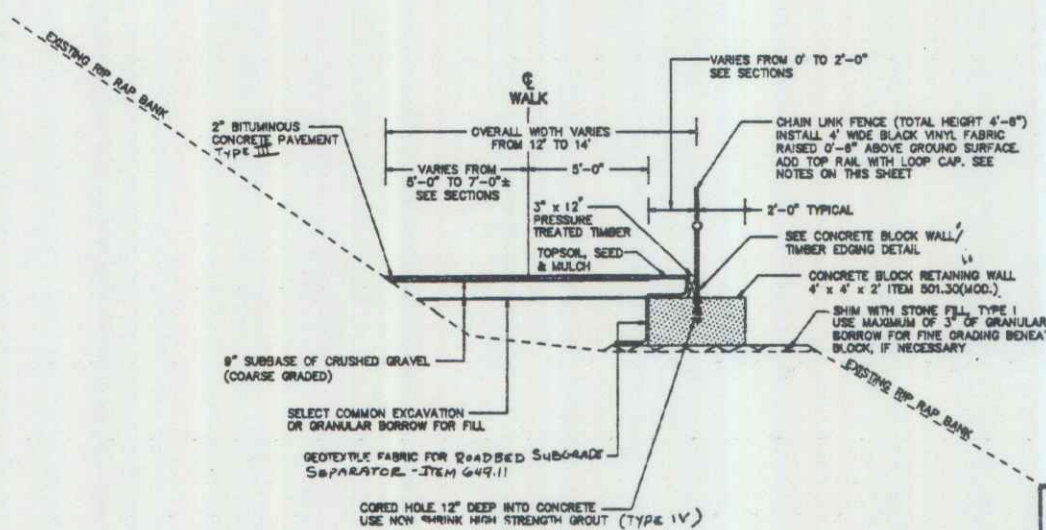 EXISTING RIP RAP BANK
VARIES FROM 0' TO 2'-0"
SEE SECTIONS
℄
WALK
2" BITUMINOUS
CONCRETE PAVEMENT
TYPE III
OVERALL WIDTH VARIES
FROM 12' TO 14'
CHAIN LINK FENCE (TOTAL HEIGHT 4'-6")
INSTALL 4' WIDE BLACK VINYL FABRIC
RAISED 0'-6" ABOVE GROUND SURFACE.
ADD TOP RAIL WITH LOOP CAP. SEE
NOTES ON THIS SHEET
VARIES FROM
5'-0" TO 7'-0"±
SEE SECTIONS
5'-0"
3" x 12"
PRESSURE
TREATED TIMBER
2'-0" TYPICAL
TOPSOIL, SEED
& MULCH
SEE CONCRETE BLOCK WALL/
TIMBER EDGING DETAIL
CONCRETE BLOCK RETAINING WALL
4' x 4' x 2' ITEM 501.30(MOD.)
SHIM WITH STONE FILL, TYPE I
USE MAXIMUM OF 3" OF GRANULAR
BORROW FOR FINE GRADING BENEAT
BLOCK, IF NECESSARY
9" SUBBASE OF CRUSHED GRAVEL
(COARSE GRADED)
EXISTING RIP RAP BANK
SELECT COMMON EXCAVATION
OR GRANULAR BORROW FOR FILL
GEOTEXTILE FABRIC FOR ROADBED SUBGRADE
SEPARATOR - ITEM 649.11
CORED HOLE 12" DEEP INTO CONCRETE
USE NON SHRINK HIGH STRENGTH GROUT (TYPE IV)